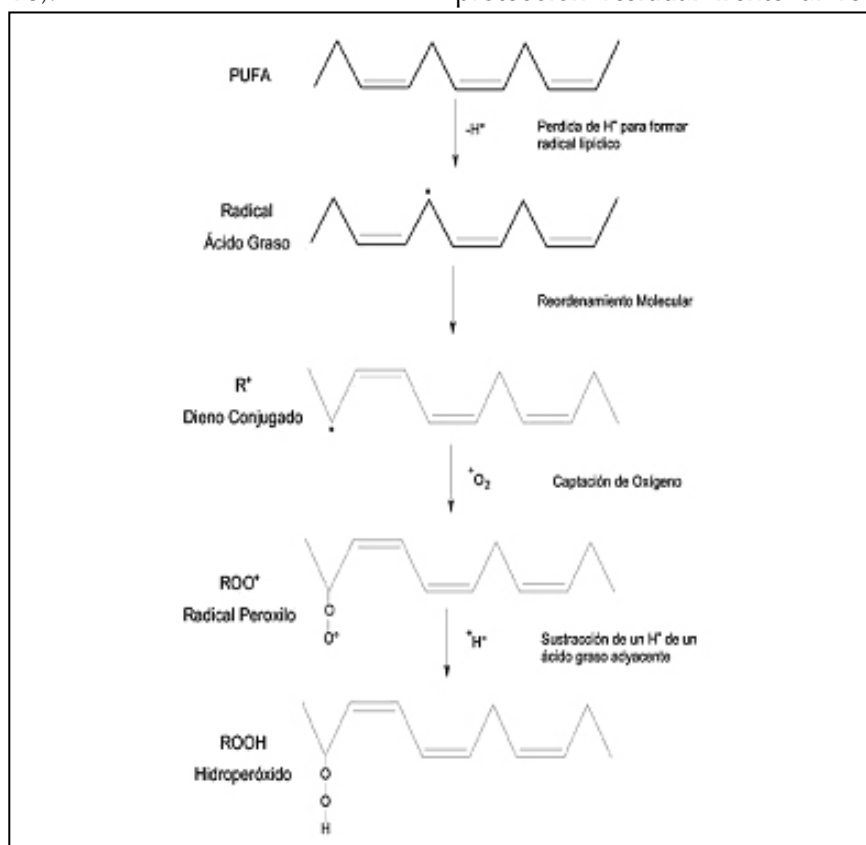 PUFA
-H⁺
Perdida de H⁺ para formar
radical lipídico
Radical
Ácido Graso
Reordenamiento Molecular
R⁺
Dieno Conjugado
⁺O₂
Captación de Oxígeno
ROO⁺
Radical Peroxilo
O
O⁺
⁺H⁺
Sustracción de un H⁺ de un
ácido graso adyacente
ROOH
Hidroperóxido
O
O
H